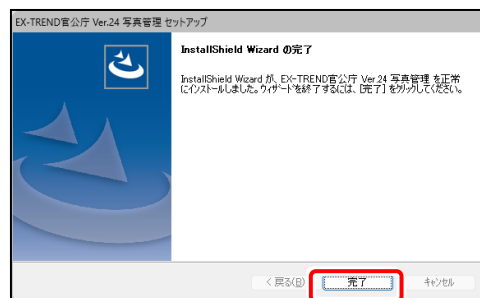 EX-TREND官公庁 Ver.24 写真管理 セットアップ
InstallShield Wizard の完了
InstallShield Wizard が、EX-TREND官公庁 Ver.24 写真管理 を正常
にインストールしました。ウィザードを終了するには、[完了] をクリックしてください。
< 戻る(B) 完了 キャンセル